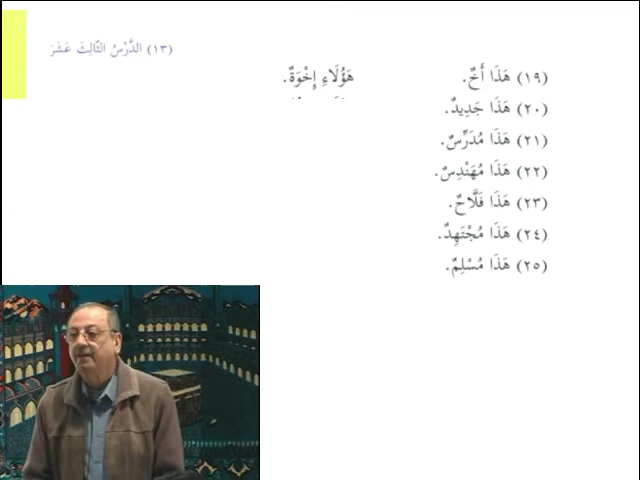 (١٣) الدَّرْسُ الثَّالِثَ عَشَرَ
(١٩) هَذَا أَخٌ. هَؤُلَاءِ إِخْوَةٌ.
(٢٠) هَذَا جَدِيدٌ.
(٢١) هَذَا مُدَرِّسٌ.
(٢٢) هَذَا مُهَنْدِسٌ.
(٢٣) هَذَا فَلَّاحٌ.
(٢٤) هَذَا مُجْتَهِدٌ.
(٢٥) هَذَا مُسْلِمٌ.